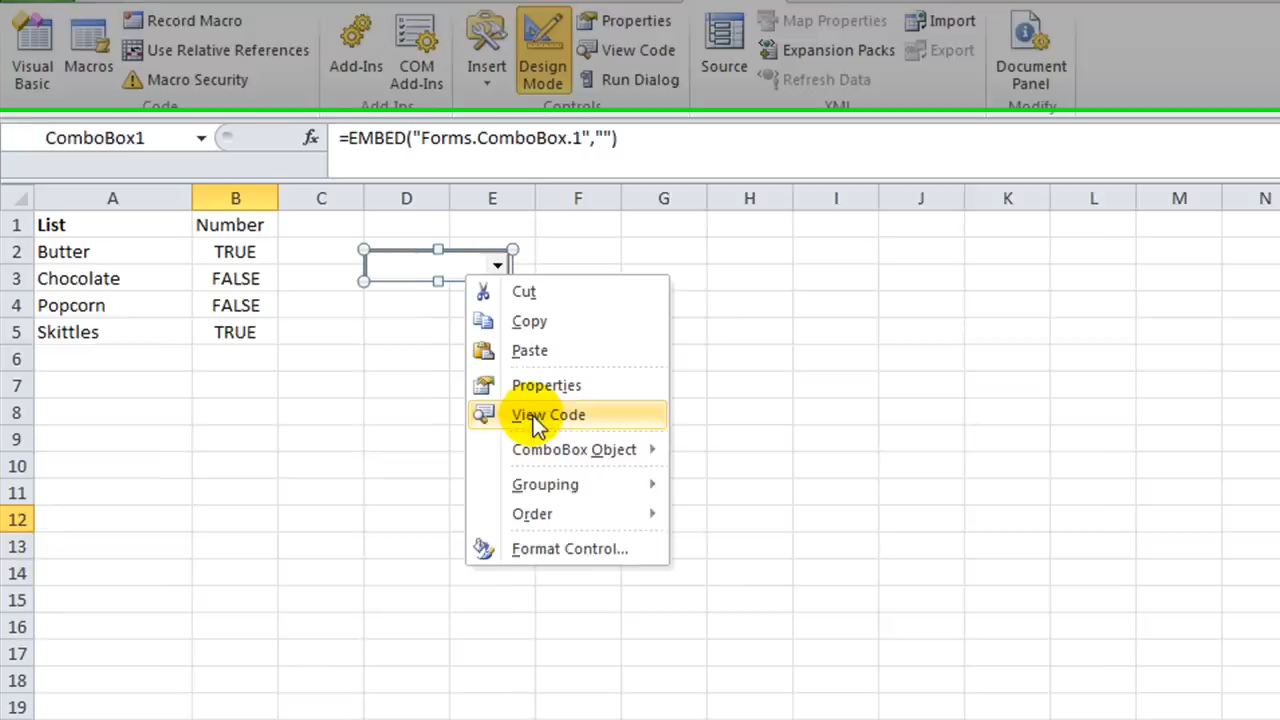 Record Macro
Use Relative References
Macro Security
Visual Basic
Macros
Code
Add-Ins
COM Add-Ins
Add Ins
Insert
Design Mode
Properties
View Code
Run Dialog
Controls
Source
Map Properties
Expansion Packs
Refresh Data
Import
Export
XML
Document Panel
Modify
ComboBox1 fx =EMBED("Forms.ComboBox.1","")
A B C D E F G H I J K L M N
1 List Number
2 Butter TRUE
3 Chocolate FALSE
4 Popcorn FALSE
5 Skittles TRUE
6
7
8
9
10
11
12
13
14
15
16
17
18
19
Cut
Copy
Paste
Properties
View Code
ComboBox Object
Grouping
Order
Format Control...